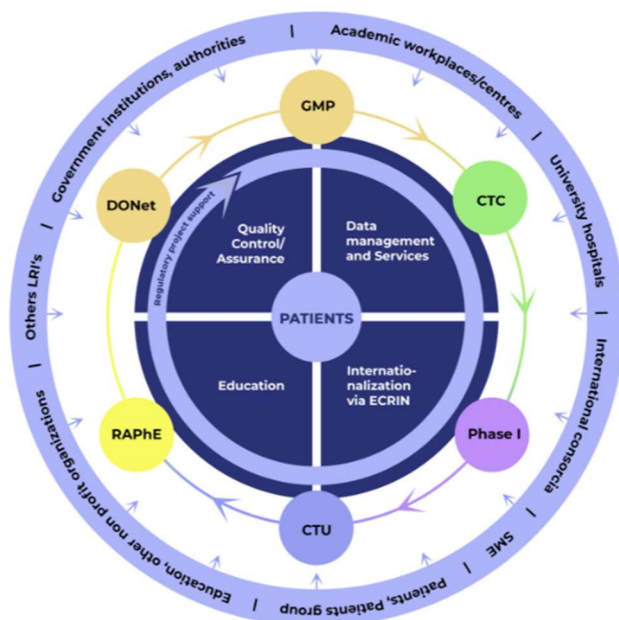 Government institutions, authorities
|
Academic workplaces/centres
|
University hospitals
|
International consorcia
|
SME
|
Patients, Patients group
|
Education, other non profit organizations
|
Others LRI's
|
GMP
CTC
Phase I
CTU
RAPhE
DONet
Regulatory project support
Quality
Control/
Assurance
Data
management
and Services
PATIENTS
Education
Internatio-
nalization
via ECRIN